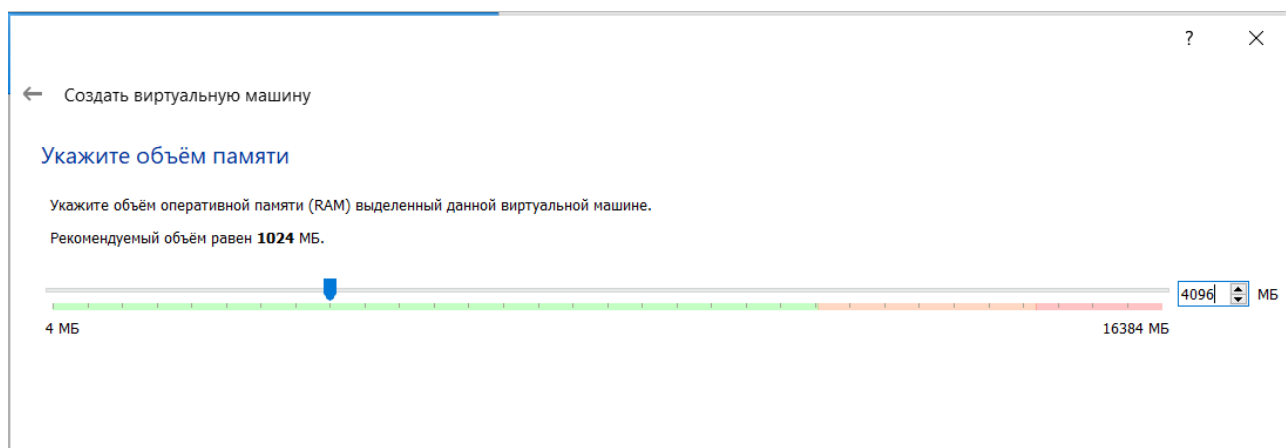 ?
Создать виртуальную машину
Укажите объём памяти
Укажите объём оперативной памяти (RAM) выделенный данной виртуальной машине.
Рекомендуемый объём равен 1024 МБ.
4096 МБ
4 МБ 16384 МБ